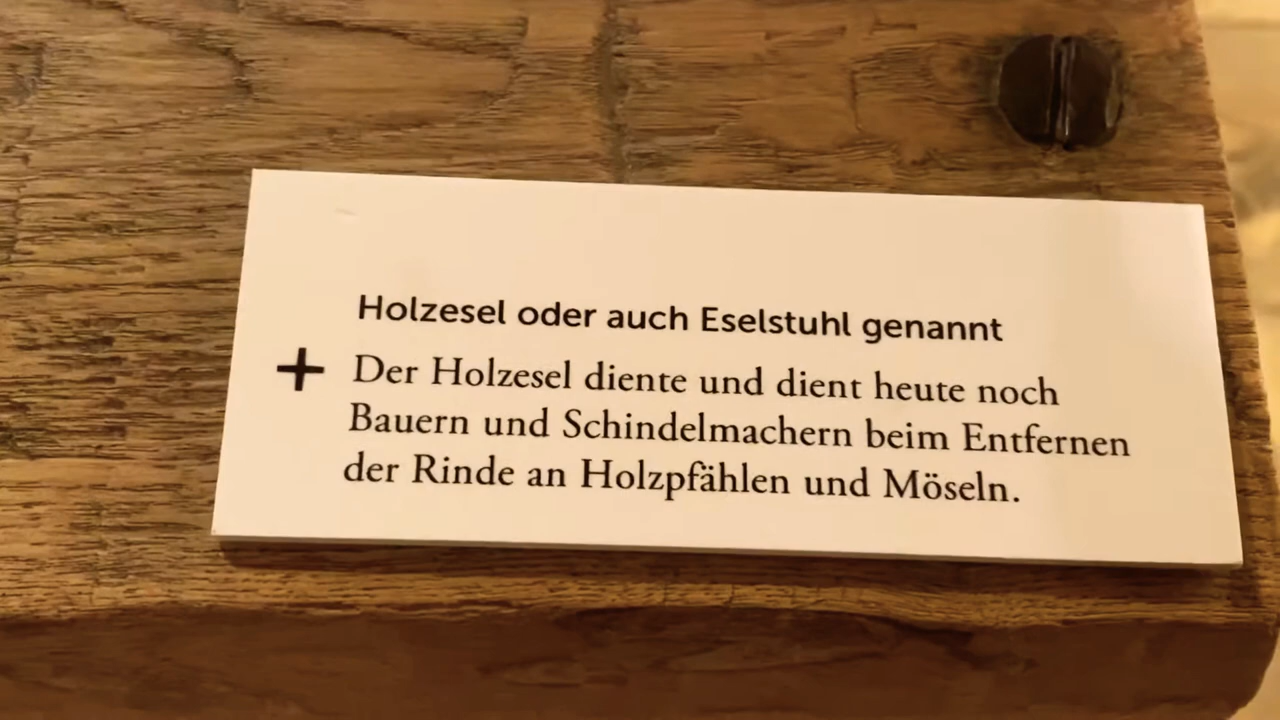 Holzesel oder auch Eselstuhl genannt
+ Der Holzesel diente und dient heute noch
Bauern und Schindelmachern beim Entfernen
der Rinde an Holzpfählen und Möseln.